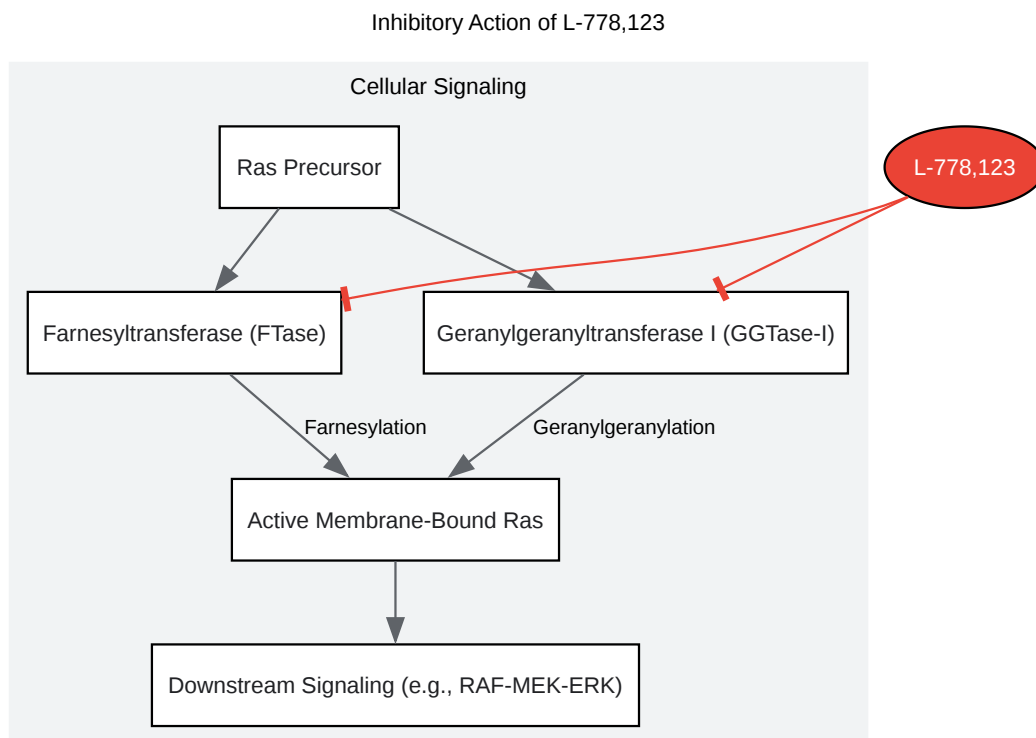 Inhibitory Action of L-778,123
Cellular Signaling
Ras Precursor
L-778,123
Farnesyltransferase (FTase)
Geranylgeranyltransferase I (GGTase-I)
Farnesylation
Geranylgeranylation
Active Membrane-Bound Ras
Downstream Signaling (e.g., RAF-MEK-ERK)